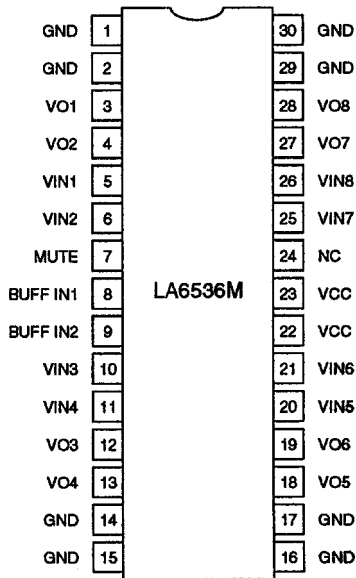 GND 1 30 GND
GND 2 29 GND
VO1 3 28 VO8
VO2 4 27 VO7
VIN1 5 26 VIN8
VIN2 6 25 VIN7
MUTE 7 24 NC
BUFF IN1 8 LA6536M 23 VCC
BUFF IN2 9 22 VCC
VIN3 10 21 VIN6
VIN4 11 20 VIN5
VO3 12 19 VO6
VO4 13 18 VO5
GND 14 17 GND
GND 15 16 GND